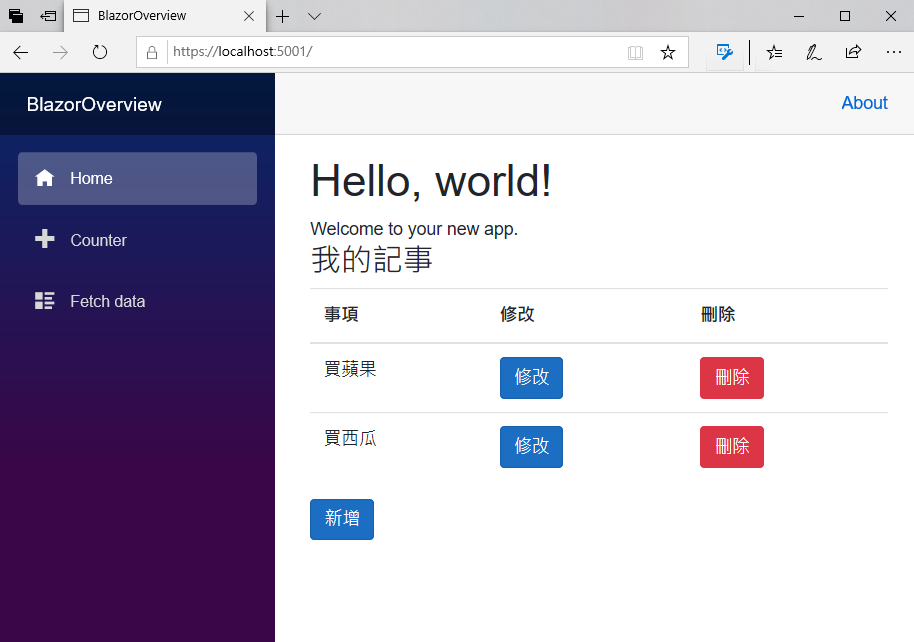 BlazorOverview
https://localhost:5001/
BlazorOverview
About
Home
Counter
Fetch data
Hello, world!
Welcome to your new app.
我的記事
事項 修改 刪除
買蘋果 修改 刪除
買西瓜 修改 刪除
新增